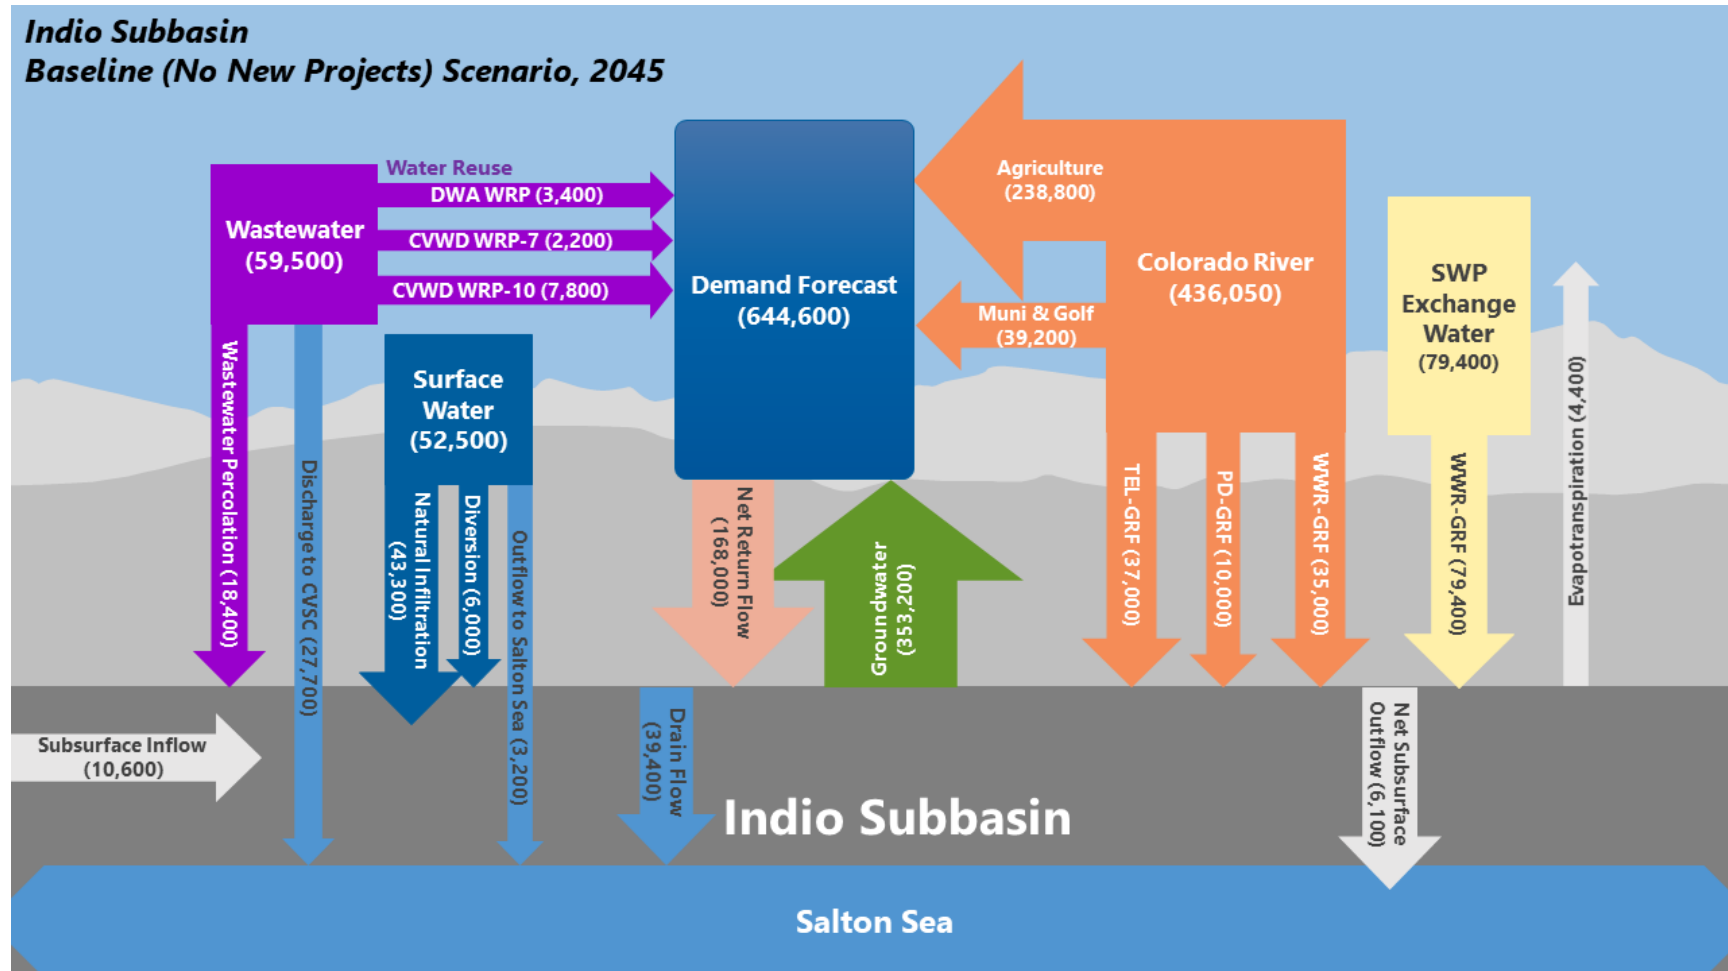 Indio Subbasin
Baseline (No New Projects) Scenario, 2045
Water Reuse
DWA WRP (3,400)
CVWD WRP-7 (2,200)
CVWD WRP-10 (7,800)
Wastewater
(59,500)
Demand Forecast
(644,600)
Agriculture
(238,800)
Muni & Golf
(39,200)
Colorado River
(436,050)
SWP
Exchange
Water
(79,400)
Surface
Water
(52,500)
Wastewater Percolation (18,400)
Discharge to CVSC (27,700)
Natural Infiltration
(43,300)
Diversion (6,000)
Outflow to Salton Sea (3,200)
Net Return Flow
(168,000)
Groundwater
(353,200)
TEL-GRF (37,000)
PD-GRF (10,000)
WWR-GRF (35,000)
WWR-GRF (79,400)
Evapotranspiration (4,400)
Subsurface Inflow
(10,600)
Drain Flow
(39,400)
Net Subsurface
Outflow (6,100)
Indio Subbasin
Salton Sea